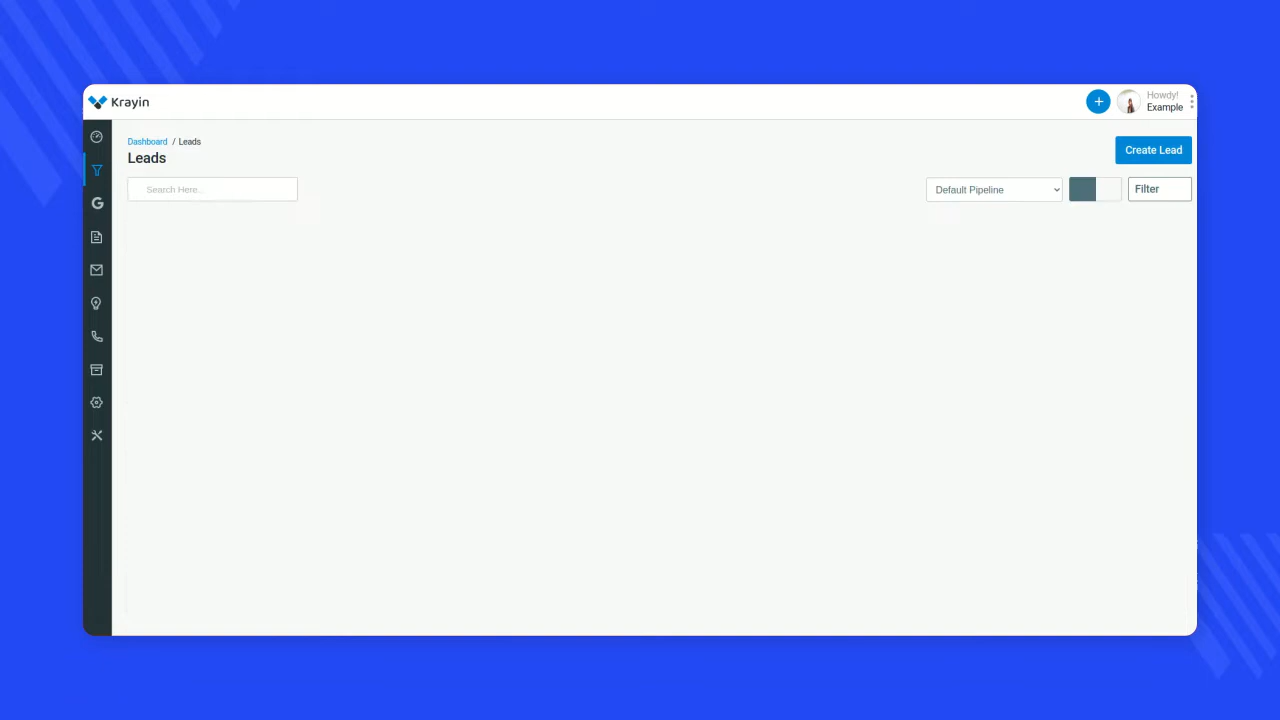 Krayin
Howdy!
Example
Dashboard / Leads
Leads
Create Lead
Search Here..
Default Pipeline
Filter